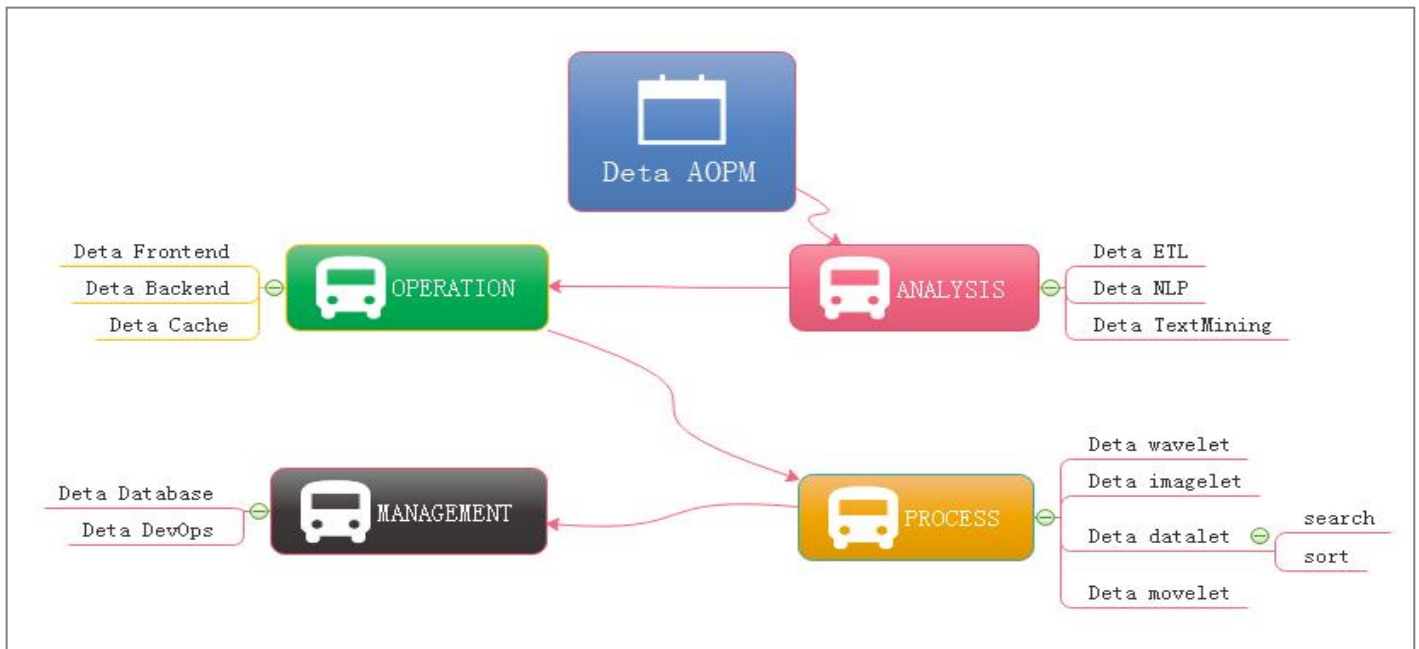 Deta AOPM
Deta Frontend
Deta Backend
Deta Cache
OPERATION
ANALYSIS
Deta ETL
Deta NLP
Deta TextMining
Deta Database
Deta DevOps
MANAGEMENT
PROCESS
Deta wavelet
Deta imagelet
Deta datalet
search
sort
Deta movelet